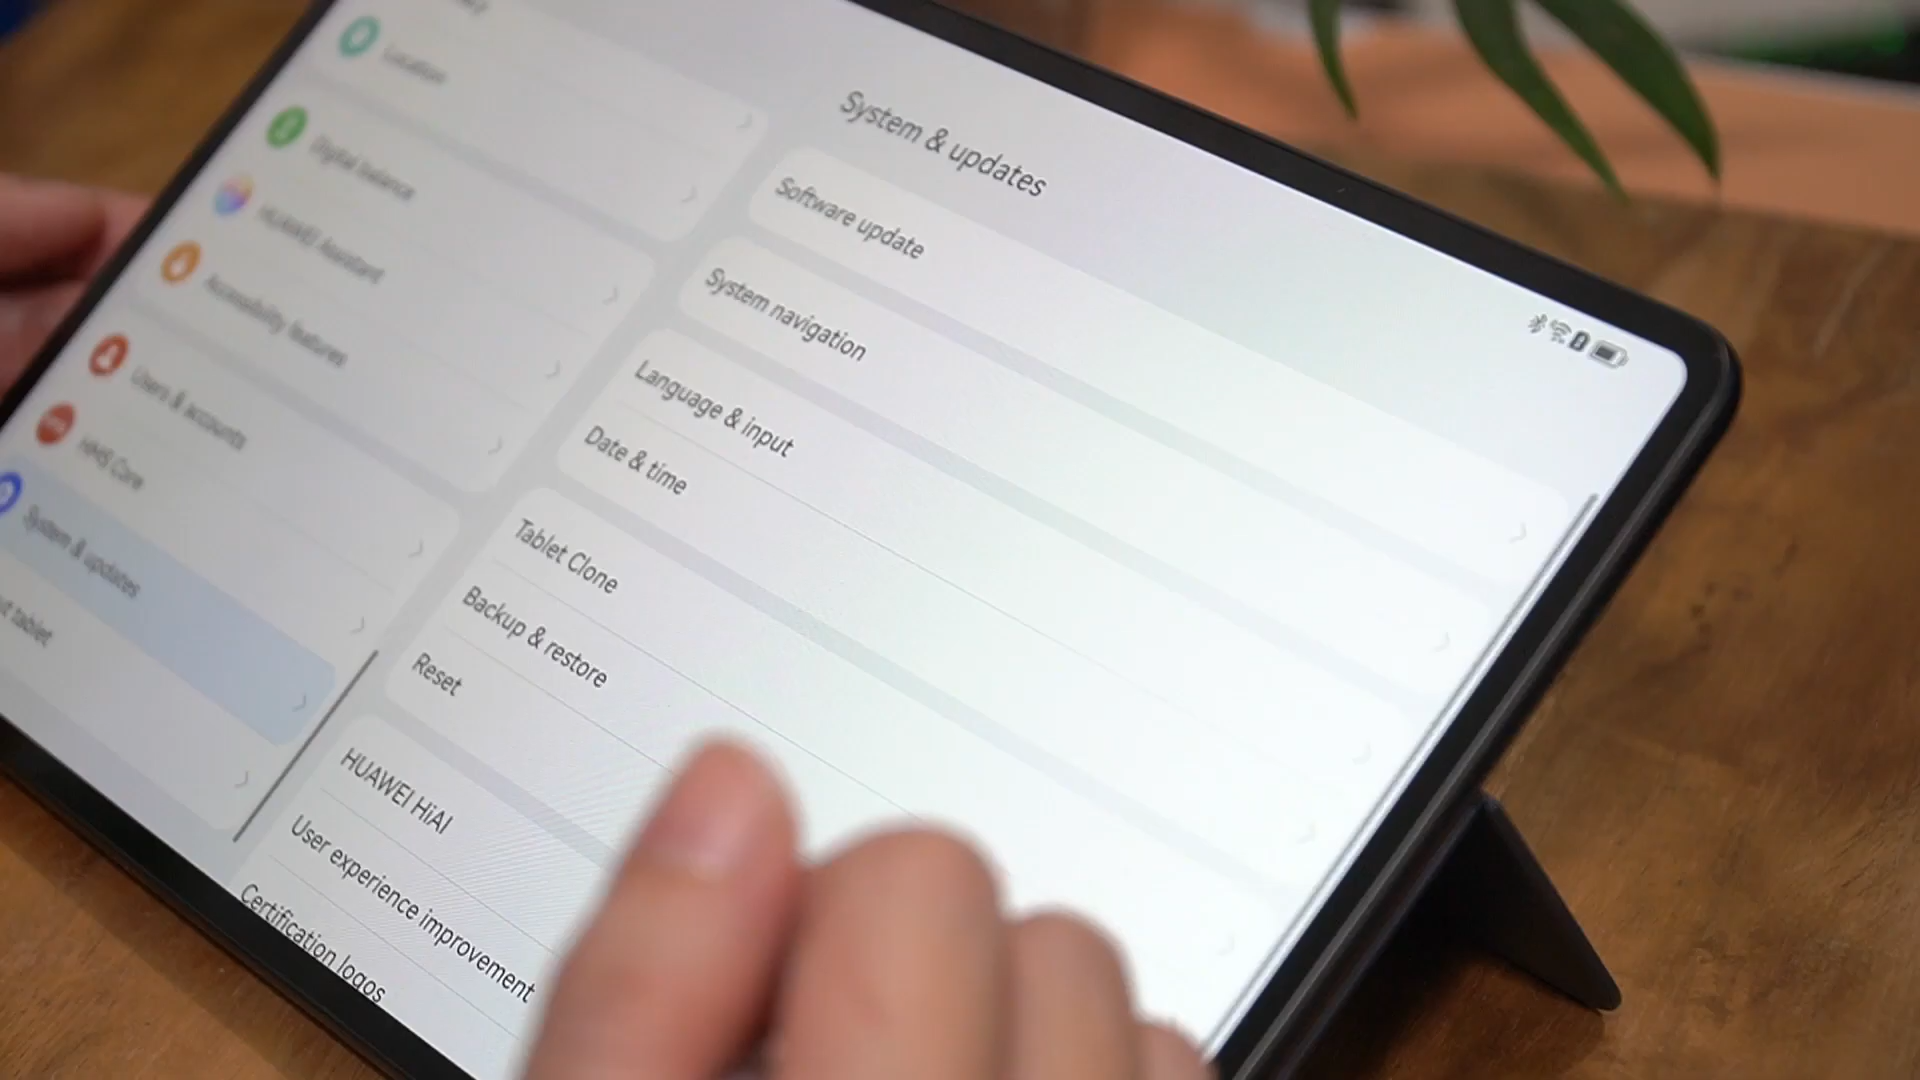 Location
Digital balance
HUAWEI Assistant
Accessibility features
Users & accounts
HMS Core
System & updates
tablet
System & updates
Software update
System navigation
Language & input
Date & time
Tablet Clone
Backup & restore
Reset
HUAWEI HiAI
User experience improvement
Certification logos